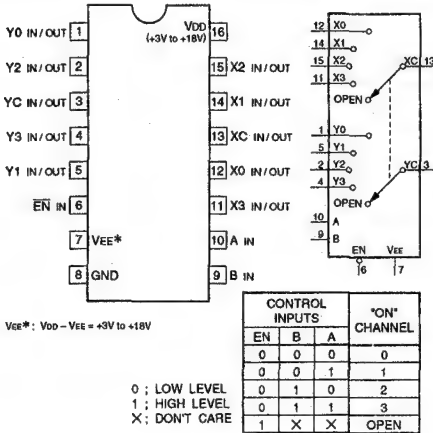 Y0 IN/OUT 1
VDD 16
(+3V to +18V)
Y2 IN/OUT 2
15 X2 IN/OUT
YC IN/OUT 3
14 X1 IN/OUT
Y3 IN/OUT 4
13 XC IN/OUT
Y1 IN/OUT 5
12 X0 IN/OUT
EN IN 6
11 X3 IN/OUT
7 VEE*
10 A IN
8 GND
9 B IN
12 X0
14 X1
15 X2
XC 13
11 X3
OPEN
1 Y0
5 Y1
2 Y2
YC 3
4 Y3
OPEN
10 A
9 B
EN VEE
6 7
VEE*: VDD – VEE = +3V to +18V
0 ; LOW LEVEL
1 ; HIGH LEVEL
X; DON'T CARE
CONTROL INPUTS "ON" CHANNEL
EN B A
0 0 0 0
0 0 1 1
0 1 0 2
0 1 1 3
1 X X OPEN